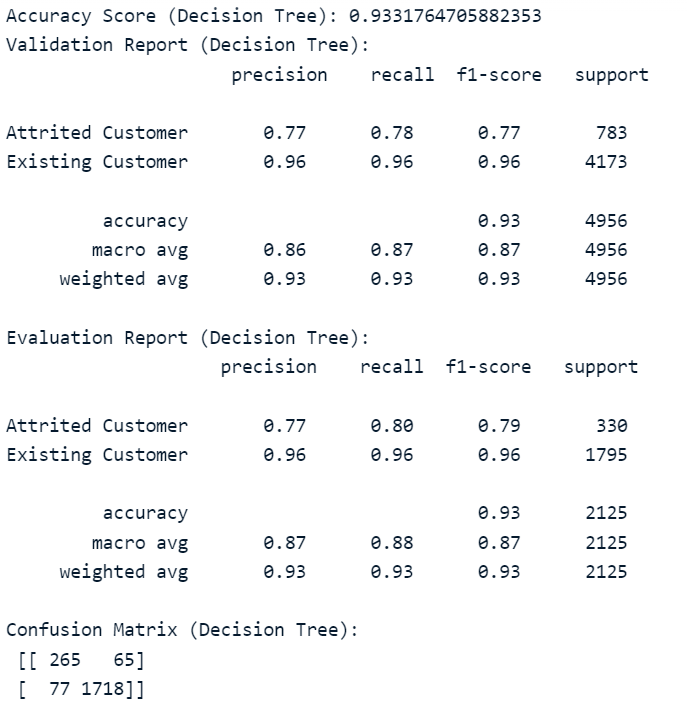 Accuracy Score (Decision Tree): 0.9331764705882353
Validation Report (Decision Tree):
precision recall f1-score support
Attrited Customer 0.77 0.78 0.77 783
Existing Customer 0.96 0.96 0.96 4173
accuracy 0.93 4956
macro avg 0.86 0.87 0.87 4956
weighted avg 0.93 0.93 0.93 4956
Evaluation Report (Decision Tree):
precision recall f1-score support
Attrited Customer 0.77 0.80 0.79 330
Existing Customer 0.96 0.96 0.96 1795
accuracy 0.93 2125
macro avg 0.87 0.88 0.87 2125
weighted avg 0.93 0.93 0.93 2125
Confusion Matrix (Decision Tree):
[[ 265 65]
[ 77 1718]]